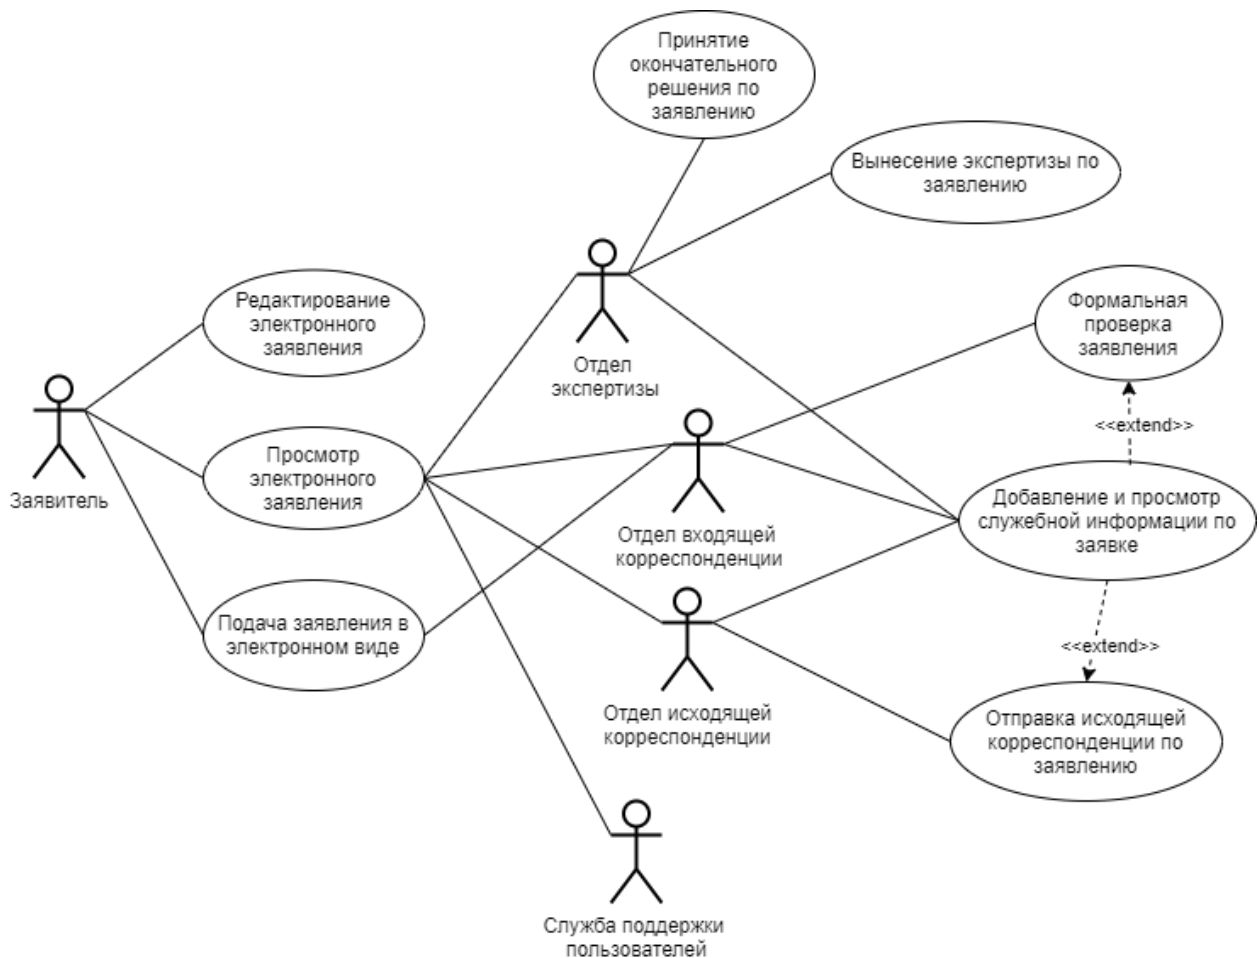 Принятие
окончательного
решения по
заявлению
Вынесение экспертизы по
заявлению
Редактирование
электронного
заявления
Отдел
экспертизы
Формальная
проверка
заявления
<<extend>>
Заявитель
Просмотр
электронного
заявления
Отдел входящей
корреспонденции
Добавление и просмотр
служебной информации по
заявке
Подача заявления в
электронном виде
<<extend>>
Отдел исходящей
корреспонденции
Отправка исходящей
корреспонденции по
заявлению
Служба поддержки
пользователей